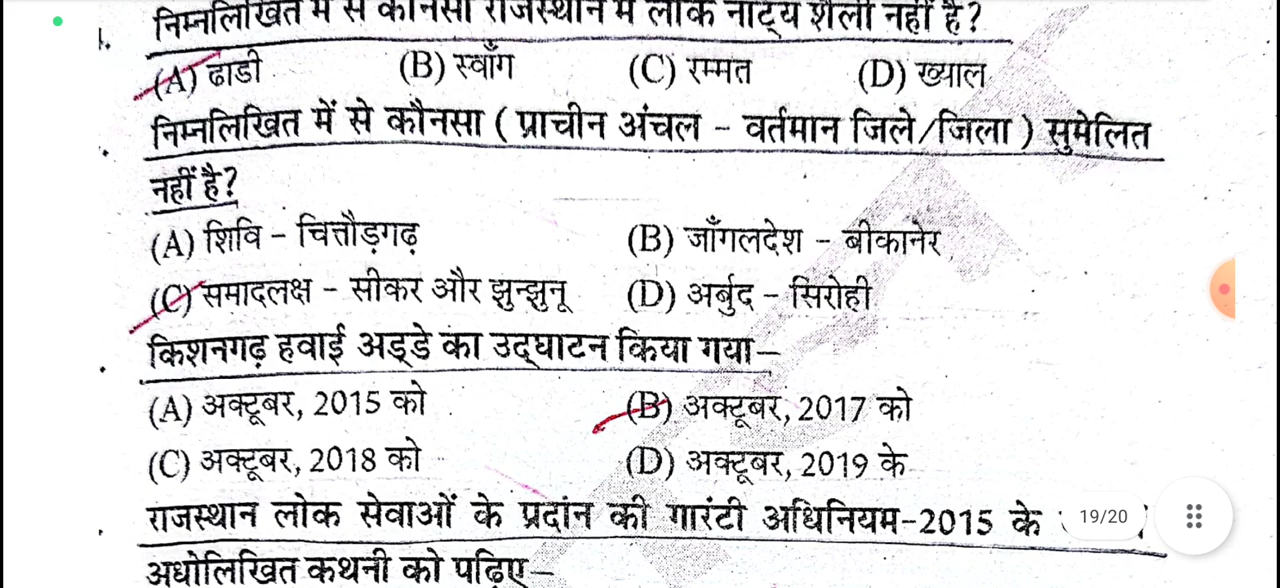 1. निम्नलिखित में से कौनसी राजस्थान में लोक नाट्य शैली नहीं है?
(A) ढाडी (B) स्वाँग (C) रम्मत (D) ख्याल
निम्नलिखित में से कौनसा ( प्राचीन अंचल - वर्तमान जिले/जिला ) सुमेलित
नहीं है?
(A) शिवि - चित्तौड़गढ़ (B) जाँगलदेश - बीकानेर
(C) समादलक्ष - सीकर और झुन्झुनू (D) अर्बुद - सिरोही
किशनगढ़ हवाई अड्डे का उद्घाटन किया गया-
(A) अक्टूबर, 2015 को (B) अक्टूबर, 2017 को
(C) अक्टूबर, 2018 को (D) अक्टूबर, 2019 के
राजस्थान लोक सेवाओं के प्रदांन की गारंटी अधिनियम-2015 के
19/20
अधोलिखित कथनी को पढ़िए-